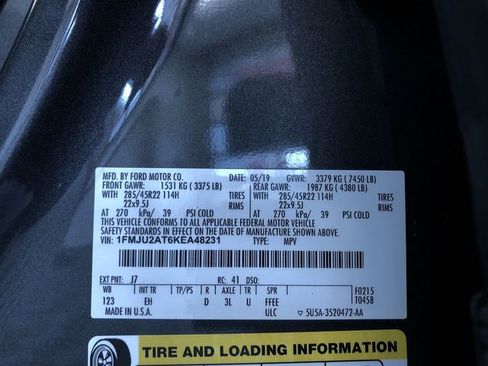 MFD. BY FORD MOTOR CO. 05/19 GVWR: 3379 KG (7450 LB)
FRONT GAWR: 1531 KG (3375 LB) REAR GAWR: 1987 KG (4380 LB)
WITH 285/45R22 114H TIRES WITH 285/45R22 114H TIRES
22x9.5J RIMS 22x9.5J RIMS
AT 270 kPa/ 39 PSI COLD AT 270 kPa/ 39 PSI COLD
THIS VEHICLE CONFORMS TO ALL APPLICABLE FEDERAL MOTOR VEHICLE
SAFETY STANDARDS IN EFFECT ON THE DATE OF MANUFACTURE SHOWN ABOVE.
VIN: 1FMJU2AT6KEA48231 TYPE: MPV
EXT PNT: J7 RC: 41 DSO:
WB INT TR TP/PS R AXLE TR SPR F0215
123 EH D 3L U FFEE T0458
MADE IN U.S.A. ULC 5U5A-3520472-AA
TIRE AND LOADING INFORMATION